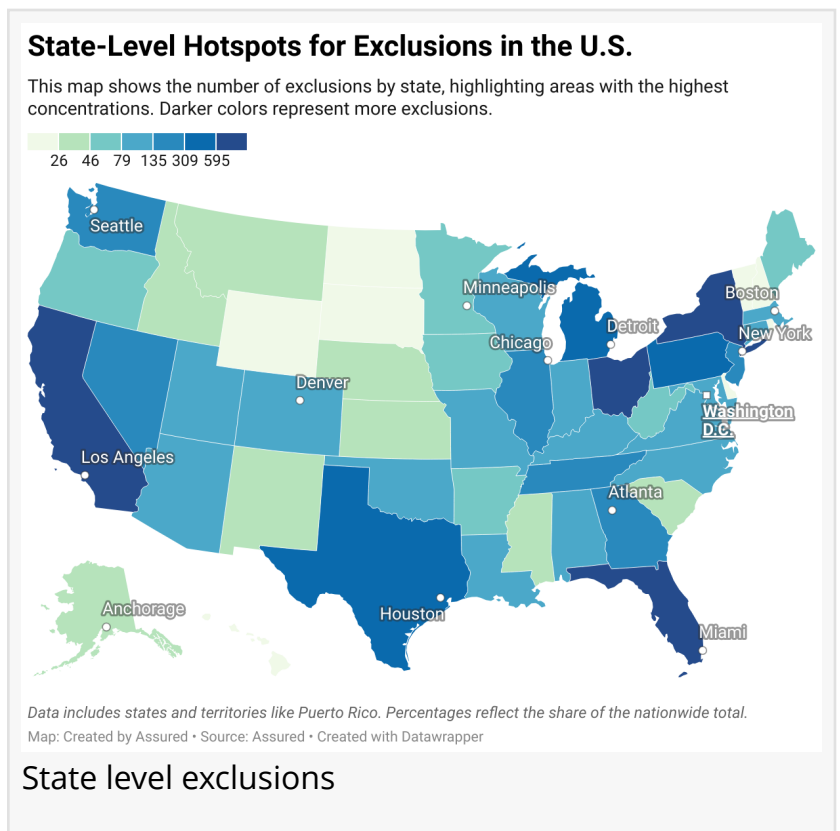 State-Level Hotspots for Exclusions in the U.S.
This map shows the number of exclusions by state, highlighting areas with the highest
concentrations. Darker colors represent more exclusions.
26 46 79 135 309 595
Seattle
Minneapolis
Boston
Detroit
New York
Chicago
Denver
Washington
D.C.
Los Angeles
Atlanta
Anchorage
Houston
Miami
Data includes states and territories like Puerto Rico. Percentages reflect the share of the nationwide total.
Map: Created by Assured • Source: Assured • Created with Datawrapper
State level exclusions